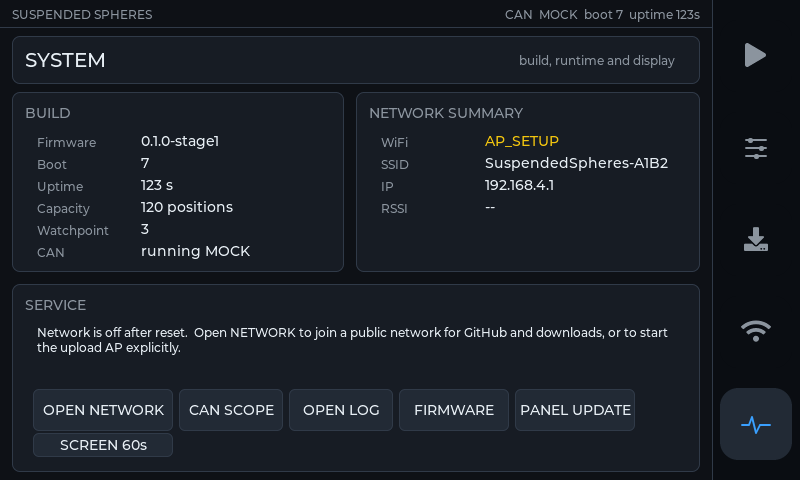 SUSPENDED SPHERES
CAN MOCK boot 7 uptime 123s
SYSTEM
build, runtime and display
BUILD
Firmware 0.1.0-stage1
Boot 7
Uptime 123 s
Capacity 120 positions
Watchpoint 3
CAN running MOCK
NETWORK SUMMARY
WiFi AP_SETUP
SSID SuspendedSpheres-A1B2
IP 192.168.4.1
RSSI --
SERVICE
Network is off after reset.  Open NETWORK to join a public network for GitHub and downloads, or to start
the upload AP explicitly.
OPEN NETWORK
CAN SCOPE
OPEN LOG
FIRMWARE
PANEL UPDATE
SCREEN 60s